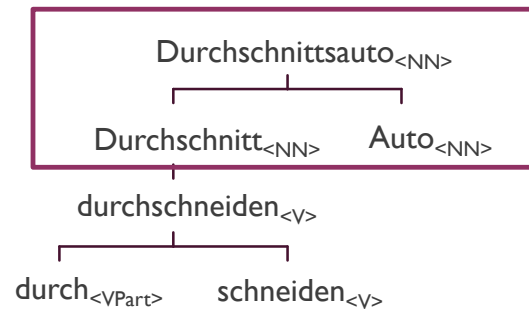 Durchschnittsauto<NN>
Durchschnitt<NN> Auto<NN>
durchschneiden<V>
durch<VPart> schneiden<V>